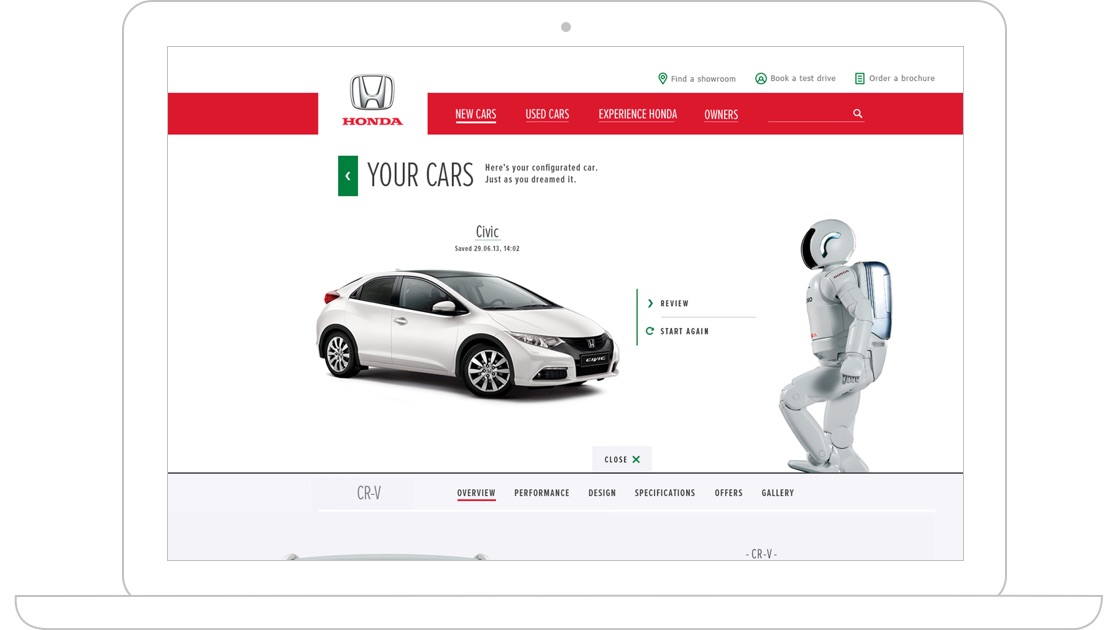 Find a showroom
Book a test drive
Order a brochure
HONDA
NEW CARS
USED CARS
EXPERIENCE HONDA
OWNERS
YOUR CARS
Here's your configurated car.
Just as you dreamed it.
Civic
Saved 29.06.13, 14:02
CIVIC
REVIEW
START AGAIN
HONDA
CLOSE
CR-V
OVERVIEW
PERFORMANCE
DESIGN
SPECIFICATIONS
OFFERS
GALLERY
- CR-V -